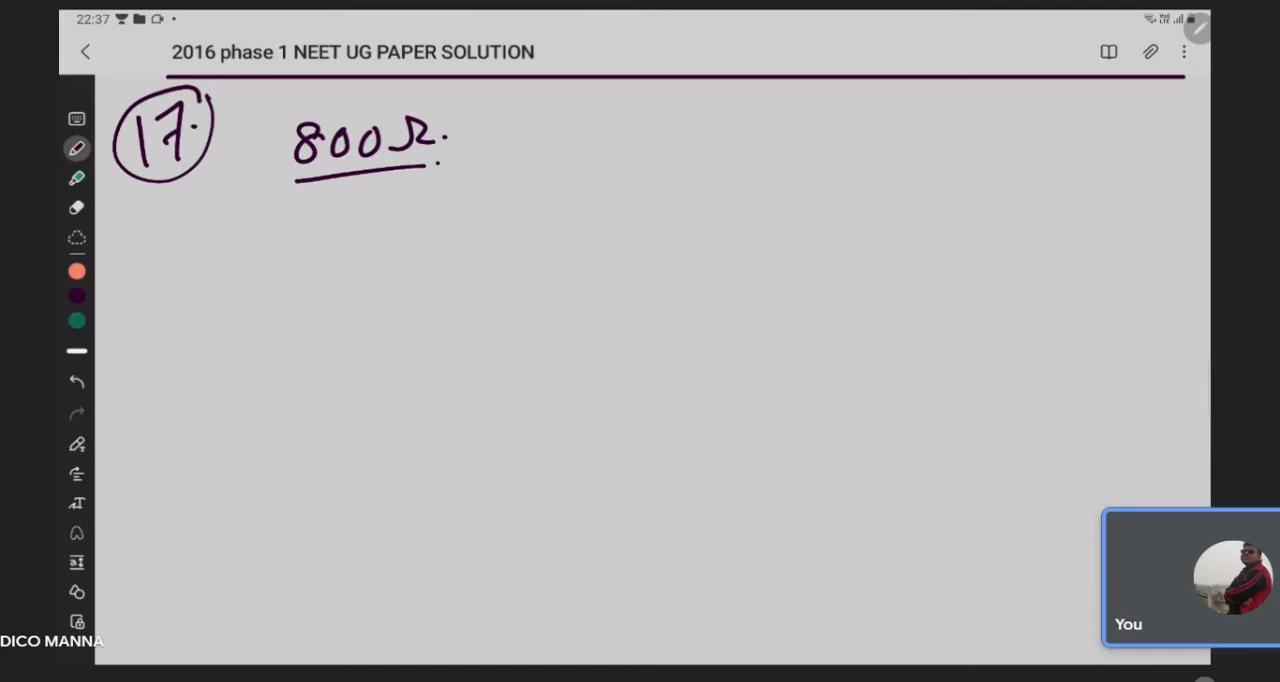 22:37
2016 phase 1 NEET UG PAPER SOLUTION
17.
800Ω.
You
DICO MANNA